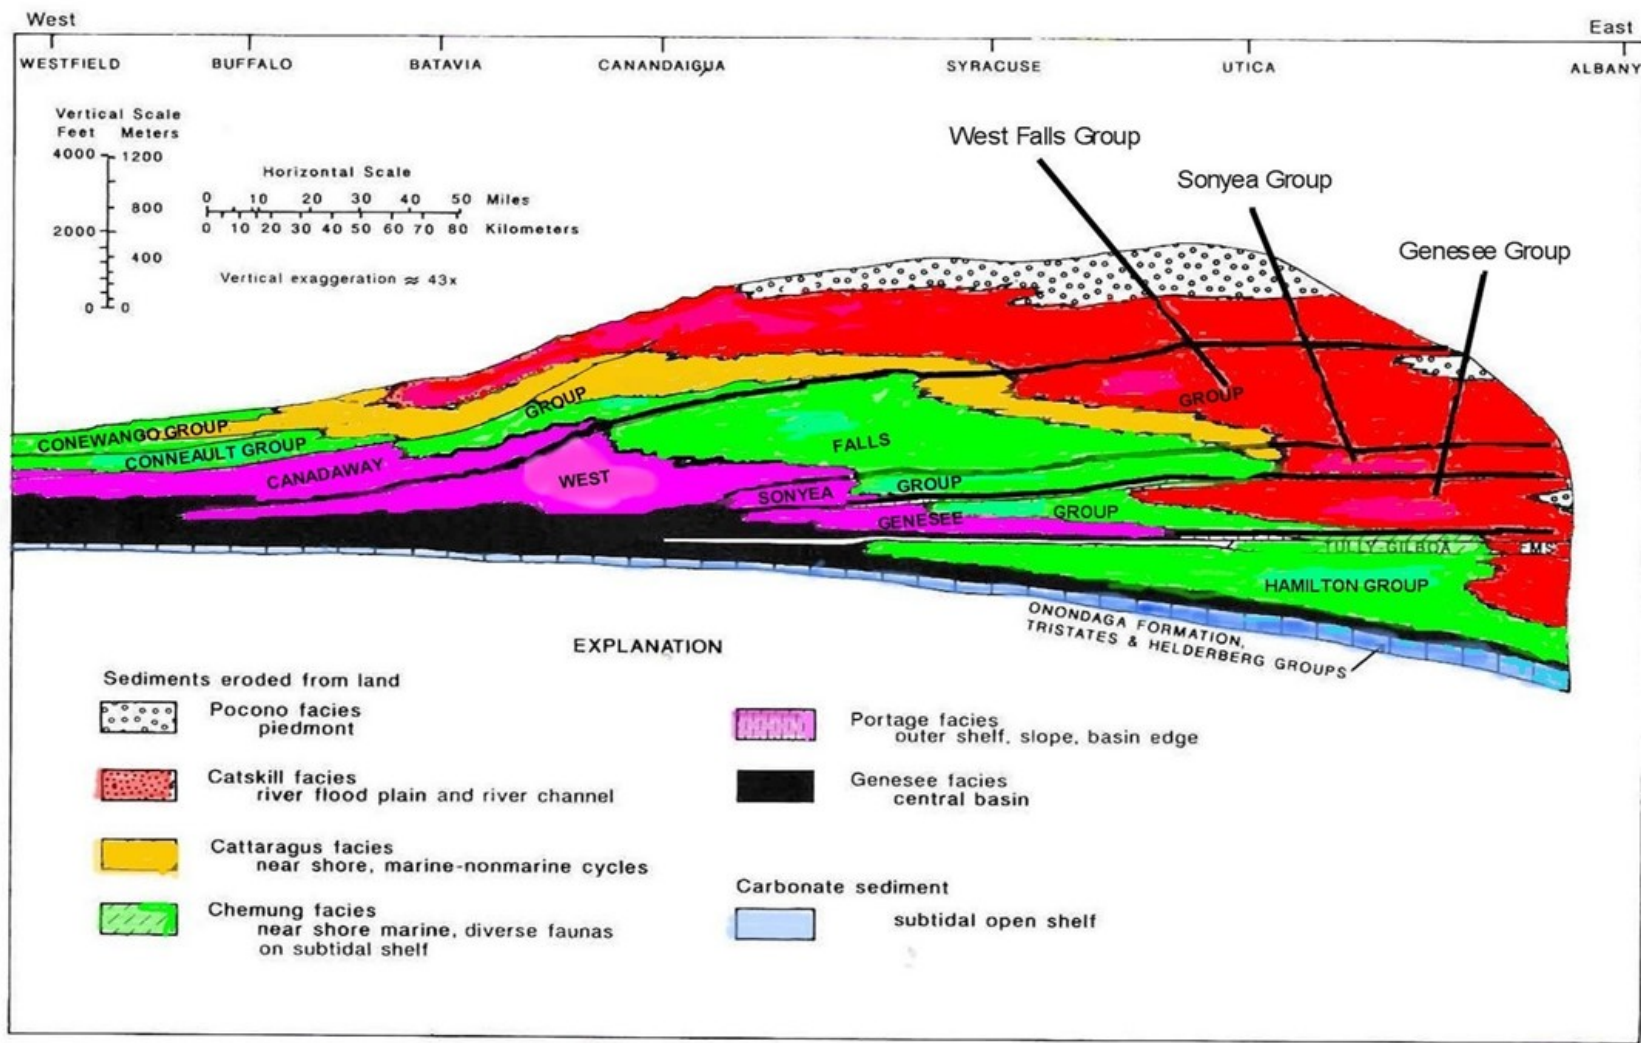 West
East
WESTFIELD
BUFFALO
BATAVIA
CANANDAIGUA
SYRACUSE
UTICA
ALBANY
Vertical Scale
Feet Meters
4000 1200
800
2000
400
0 0
Horizontal Scale
0 10 20 30 40 50 Miles
0 10 20 30 40 50 60 70 80 Kilometers
Vertical exaggeration ≈ 43x
West Falls Group
Sonyea Group
Genesee Group
GROUP
GROUP
CONEWANGO GROUP
FALLS
CONNEAULT GROUP
CANADAWAY
WEST
GROUP
SONYEA
GROUP
GENESEE
TULLY-GILBOA
FMS
HAMILTON GROUP
ONONDAGA FORMATION,
TRISTATES & HELDERBERG GROUPS
EXPLANATION
Sediments eroded from land
Pocono facies
piedmont
Catskill facies
river flood plain and river channel
Cattaragus facies
near shore, marine-nonmarine cycles
Chemung facies
near shore marine, diverse faunas
on subtidal shelf
Portage facies
outer shelf, slope, basin edge
Genesee facies
central basin
Carbonate sediment
subtidal open shelf